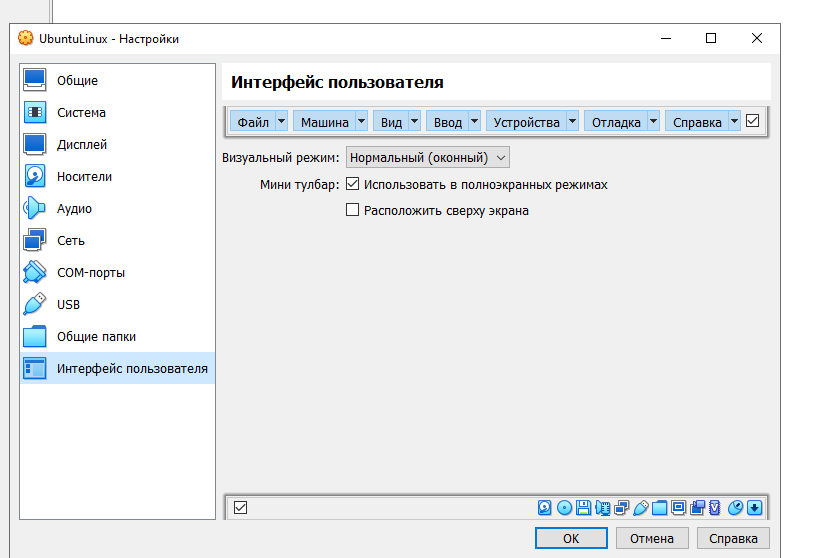 UbuntuLinux - Настройки
Общие
Система
Дисплей
Носители
Аудио
Сеть
COM-порты
USB
Общие папки
Интерфейс пользователя
Интерфейс пользователя
Файл Машина Вид Ввод Устройства Отладка Справка
Визуальный режим: Нормальный (оконный)
Мини тулбар: Использовать в полноэкранных режимах
Расположить сверху экрана
OK Отмена Справка